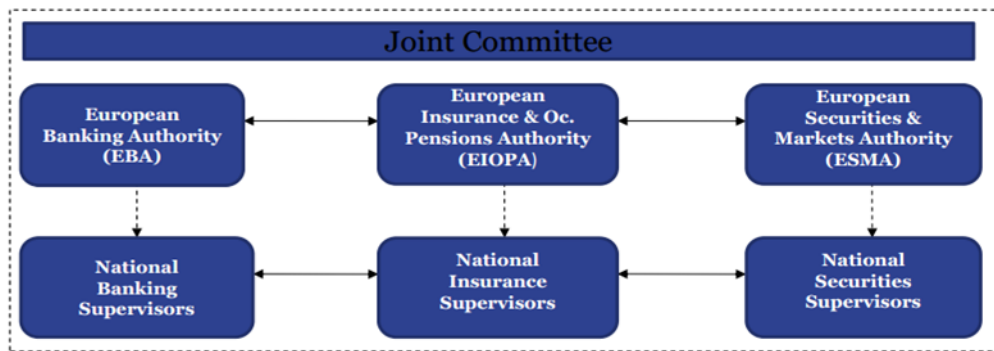 Joint Committee
European
Banking Authority
(EBA)
European
Insurance & Oc.
Pensions Authority
(EIOPA)
European
Securities &
Markets Authority
(ESMA)
National
Banking
Supervisors
National
Insurance
Supervisors
National
Securities
Supervisors